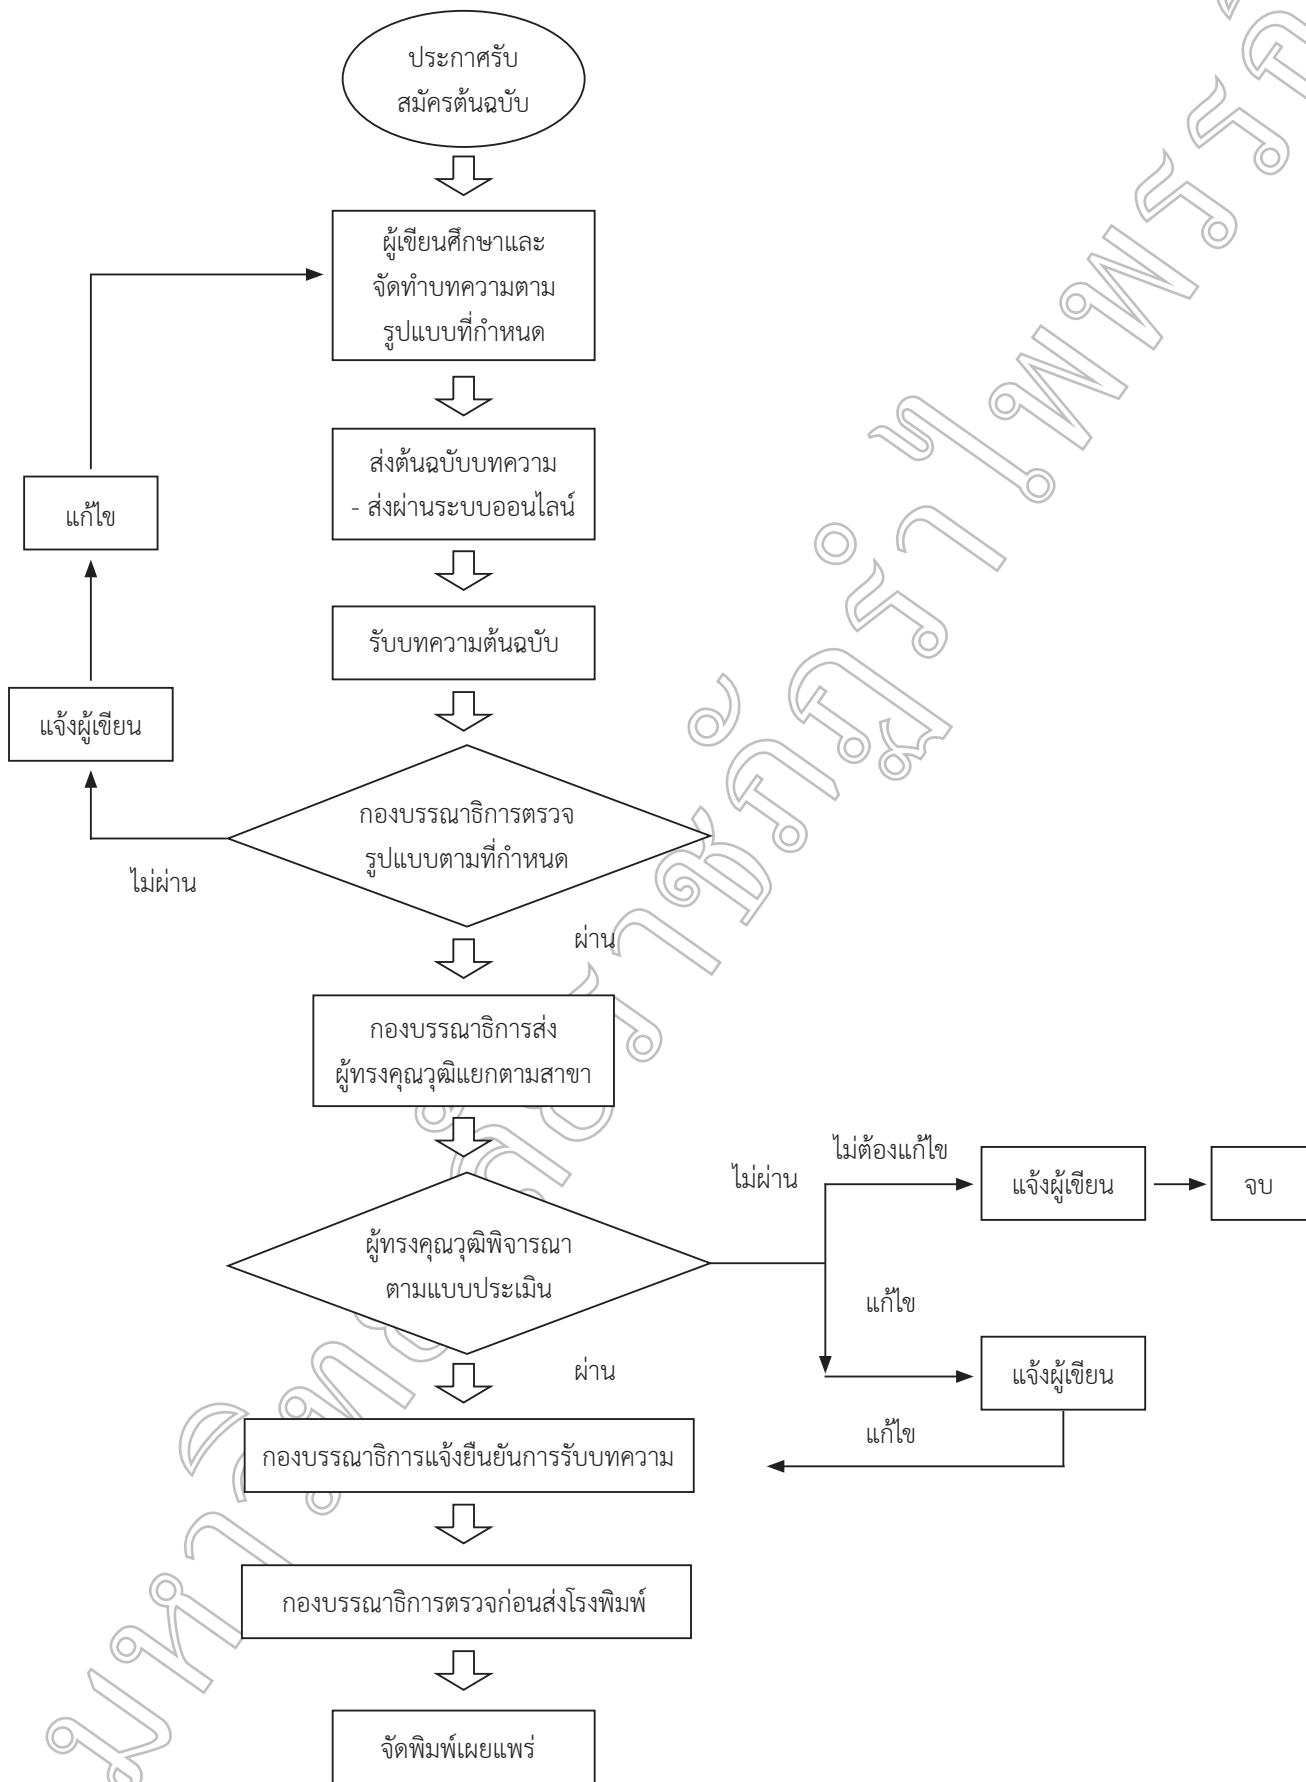 ประกาศรับ
สมัครต้นฉบับ
ผู้เขียนศึกษาและ
จัดทำบทความตาม
รูปแบบที่กำหนด
ส่งต้นฉบับบทความ
- ส่งผ่านระบบออนไลน์
แก้ไข
รับบทความต้นฉบับ
แจ้งผู้เขียน
กองบรรณาธิการตรวจ
รูปแบบตามที่กำหนด
ไม่ผ่าน
ผ่าน
กองบรรณาธิการส่ง
ผู้ทรงคุณวุฒิแยกตามสาขา
ไม่ต้องแก้ไข
ไม่ผ่าน
แจ้งผู้เขียน
จบ
ผู้ทรงคุณวุฒิพิจารณา
ตามแบบประเมิน
แก้ไข
ผ่าน
แจ้งผู้เขียน
แก้ไข
กองบรรณาธิการแจ้งยืนยันการรับบทความ
กองบรรณาธิการตรวจก่อนส่งโรงพิมพ์
จัดพิมพ์เผยแพร่